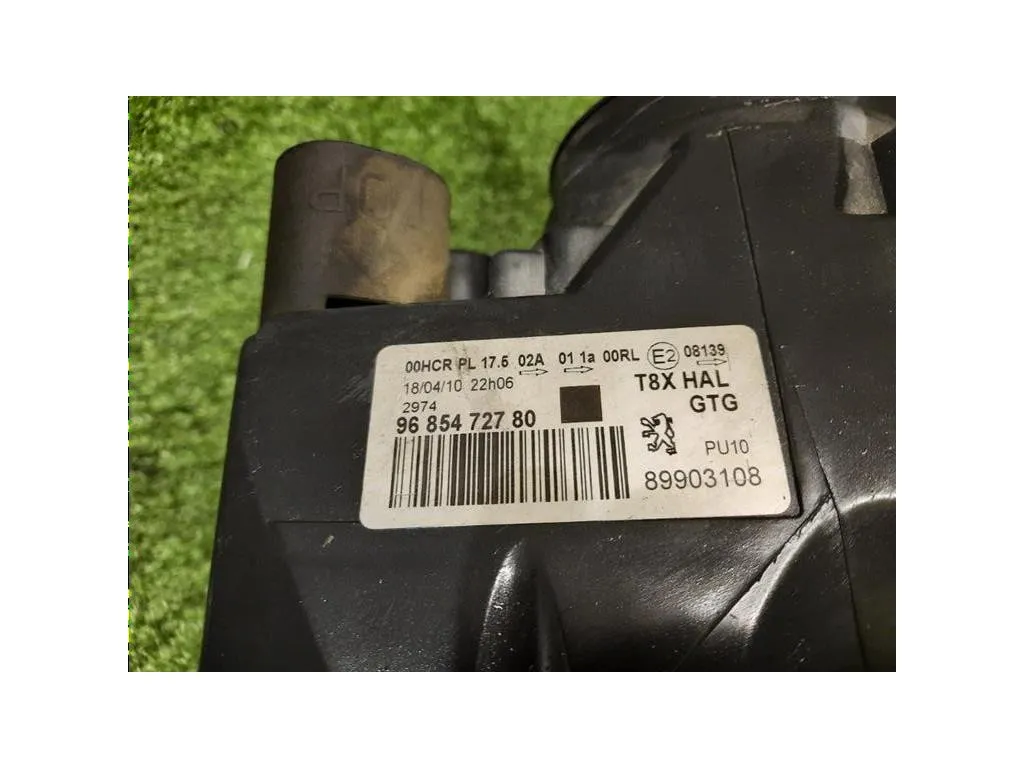 00HCR PL 17.5 02A 01 1a 00RL E2 08139
18/04/10 22h06
2974
96 854 727 80
T8X HAL
GTG
PU10
89903108